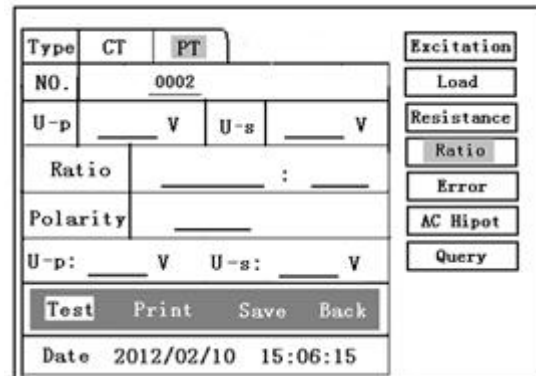 Type CT PT
NO. 0002
U-p V U-s V
Ratio :
Polarity
U-p: V U-s: V
Test Print Save Back
Date 2012/02/10 15:06:15
Excitation
Load
Resistance
Ratio
Error
AC Hipot
Query